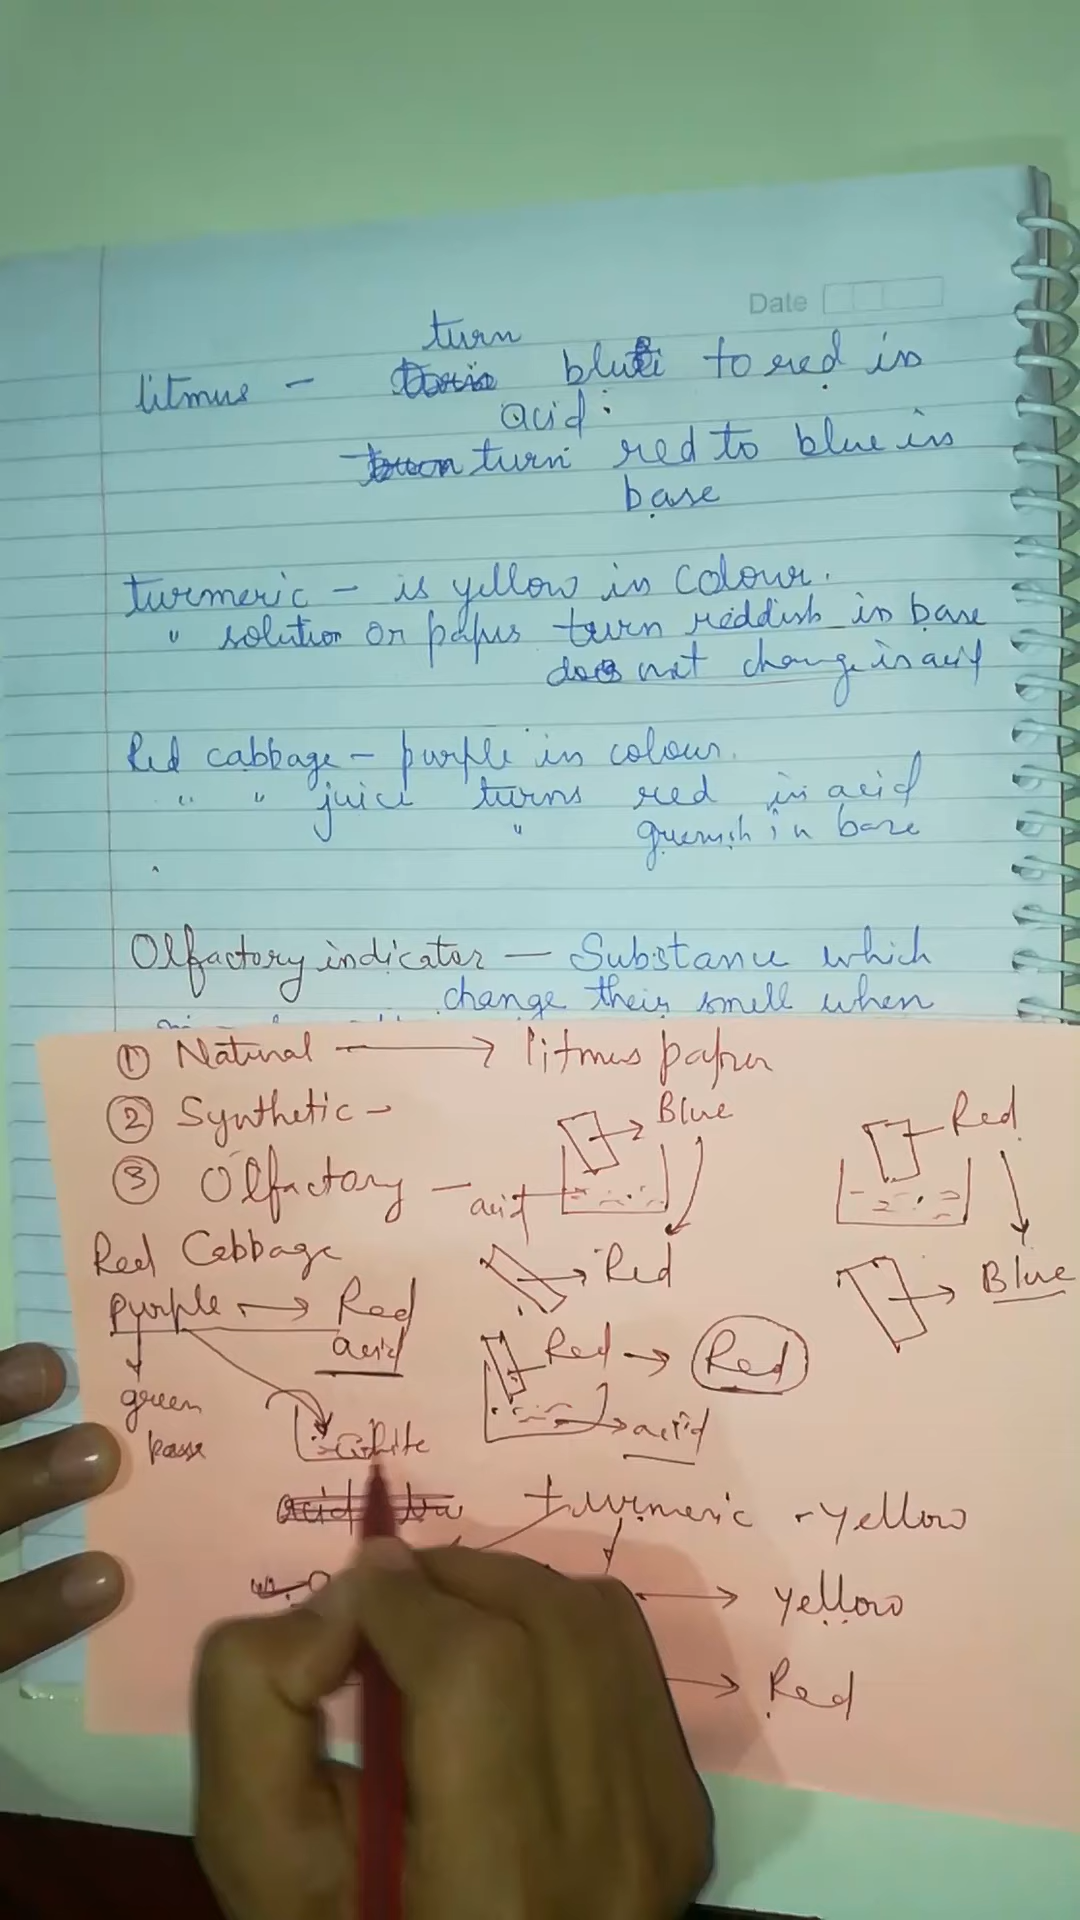 Date
turn
litmus - blue to red in
acid.
turn red to blue in
base
turmeric - is yellow in colour.
" solution or paper turn reddish in base
does not change in acid
Red cabbage - purple in colour.
" " juice turns red in acid
" greenish in base
Olfactory indicator - Substance which
change their smell when
① Natural → litmus paper
② Synthetic -
③ Olfactory -
Blue
acid
Red
Red
Blue
Red Cabbage
purple → Red
acid
green
base
Red → Red
acid
white
turmeric - yellow
yellow
Red